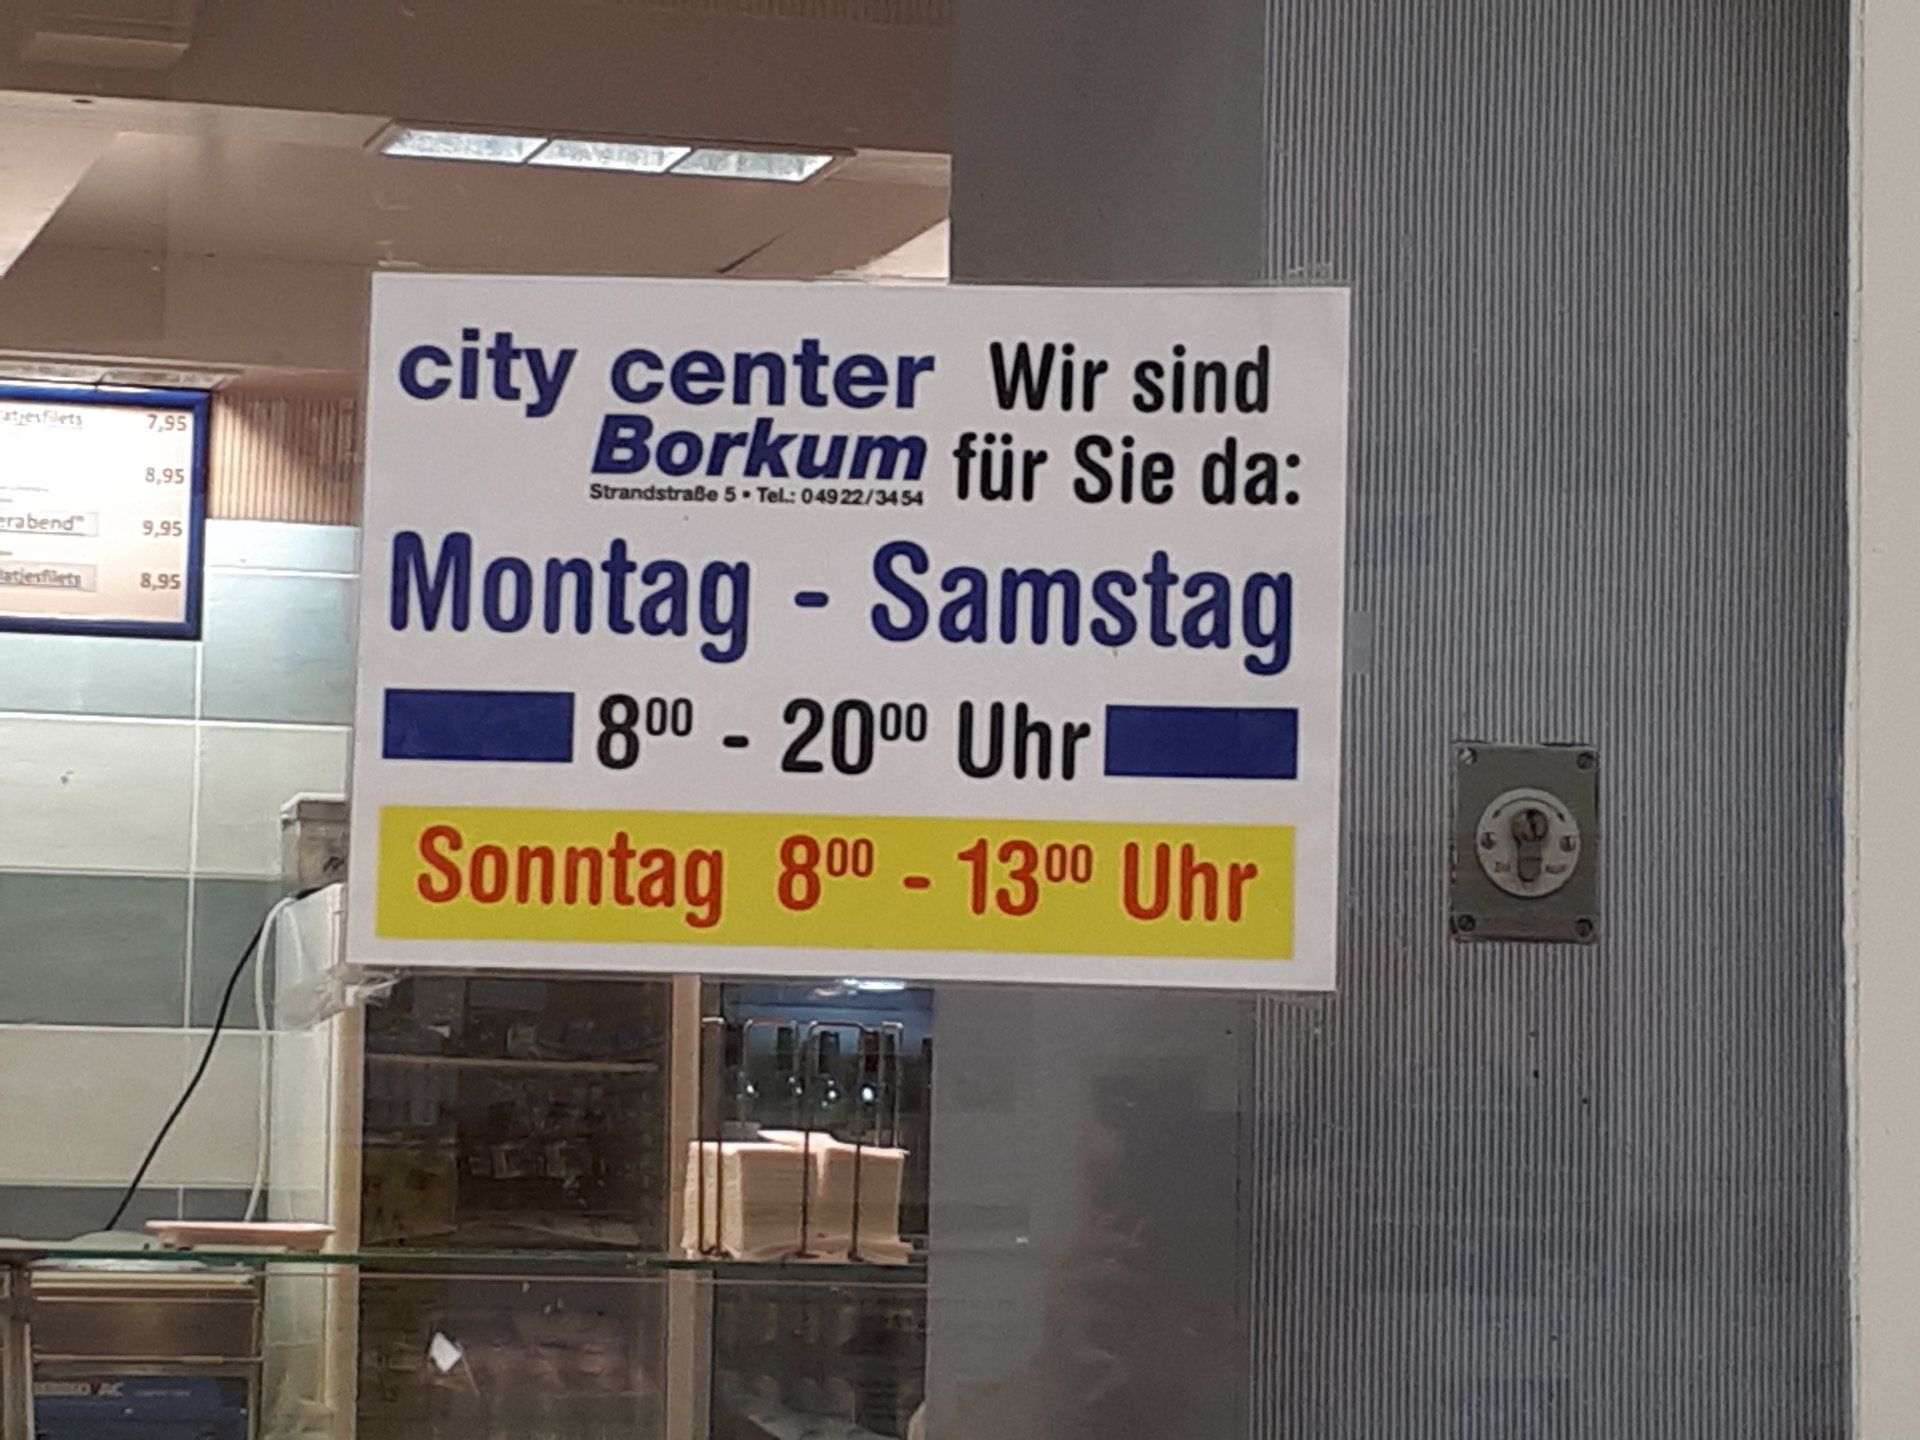 city center
Borkum
Strandstraße 5 • Tel.: 04922/3454
Wir sind
für Sie da:
Montag - Samstag
8⁰⁰ - 20⁰⁰ Uhr
Sonntag 8⁰⁰ - 13⁰⁰ Uhr
7,95
8,95
9,95
8,95